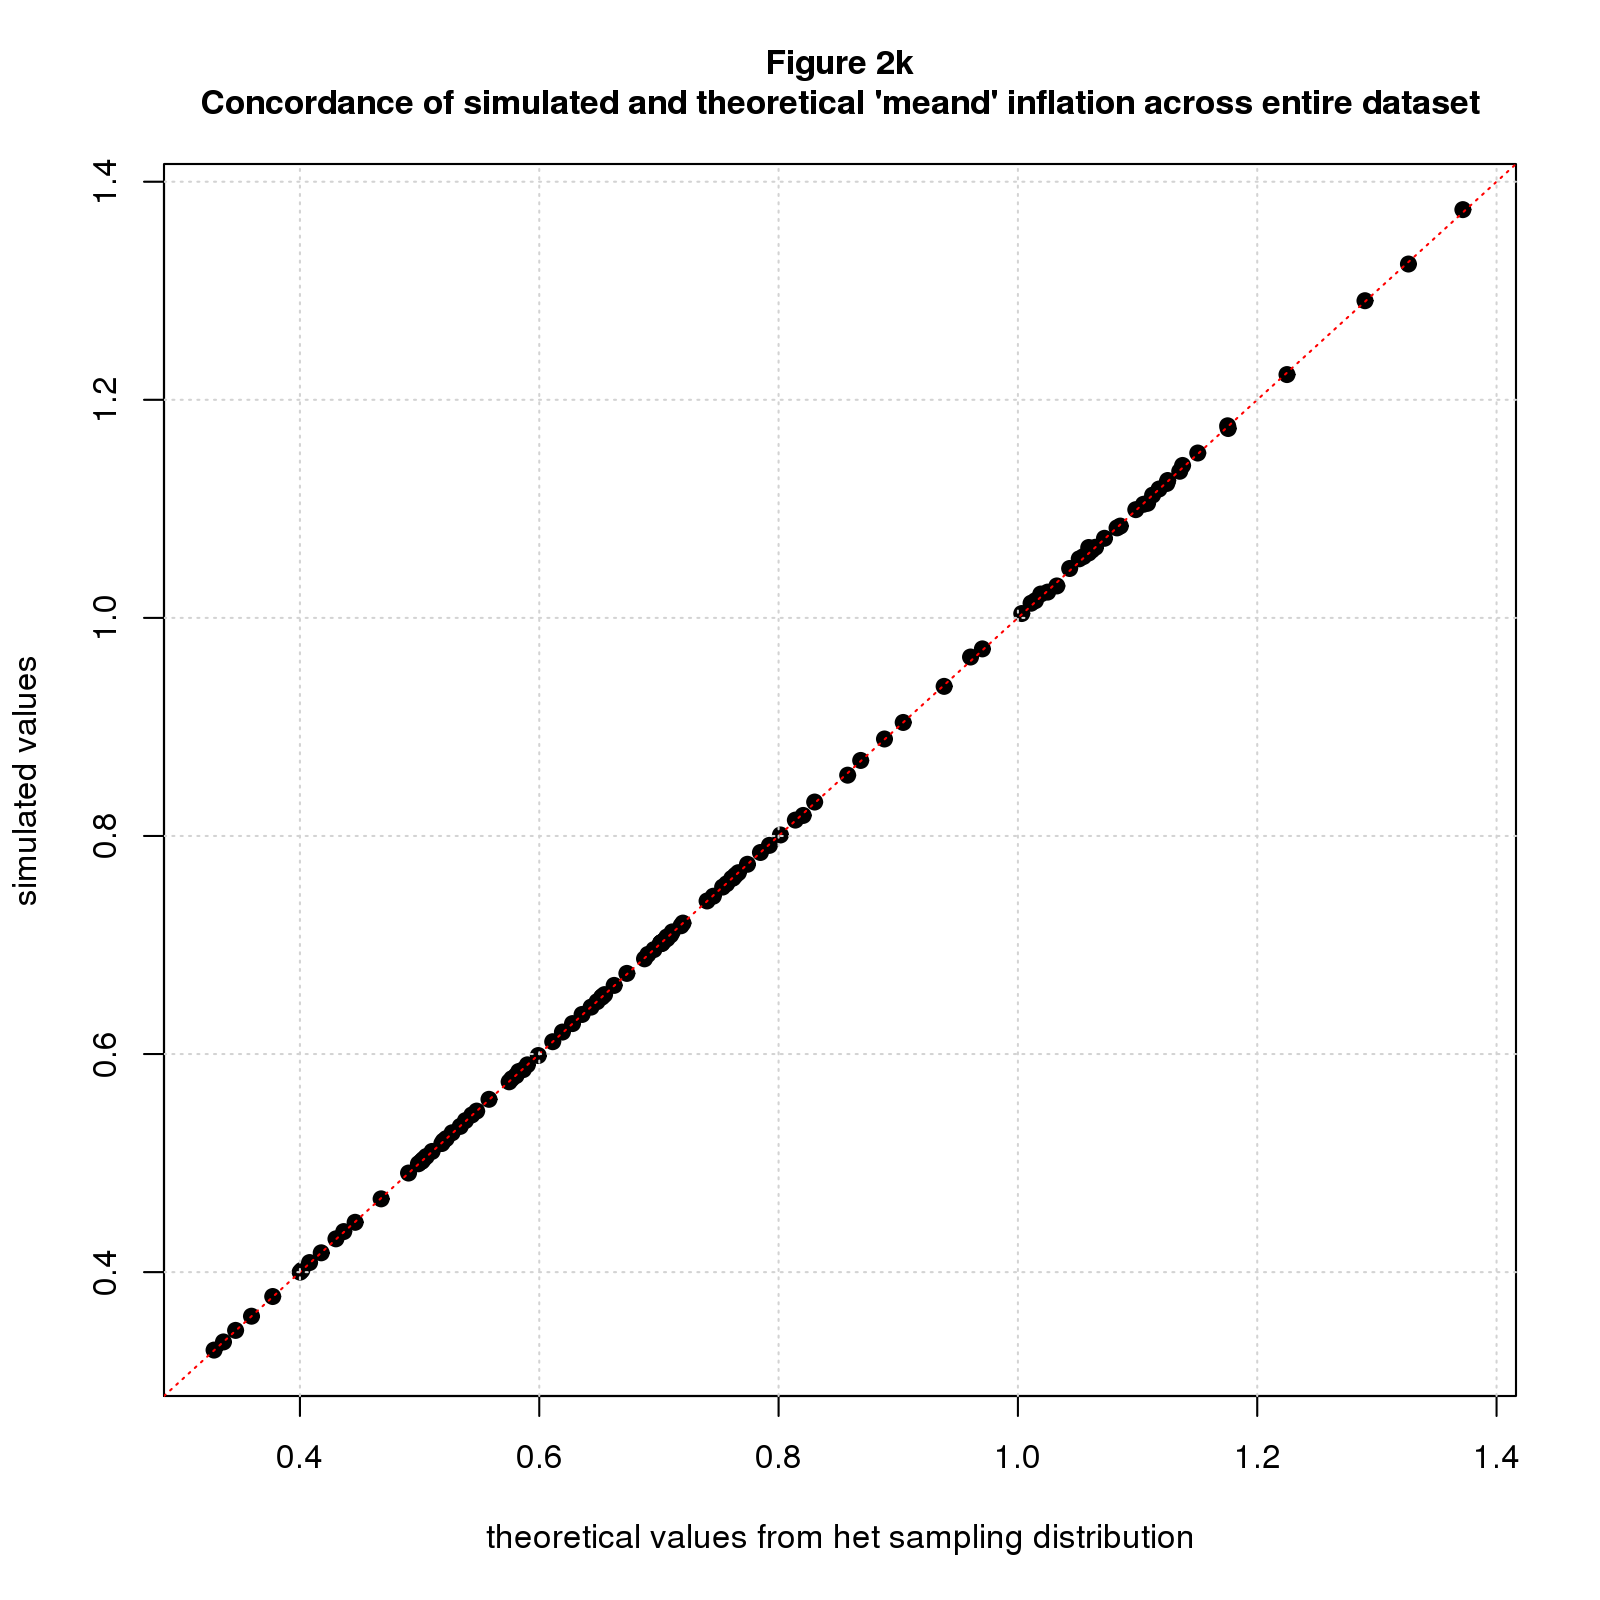 Figure 2k
Concordance of simulated and theoretical 'meand' inflation across entire dataset
1.4
1.2
1.0
0.8
0.6
0.4
simulated values
0.4 0.6 0.8 1.0 1.2 1.4
theoretical values from het sampling distribution